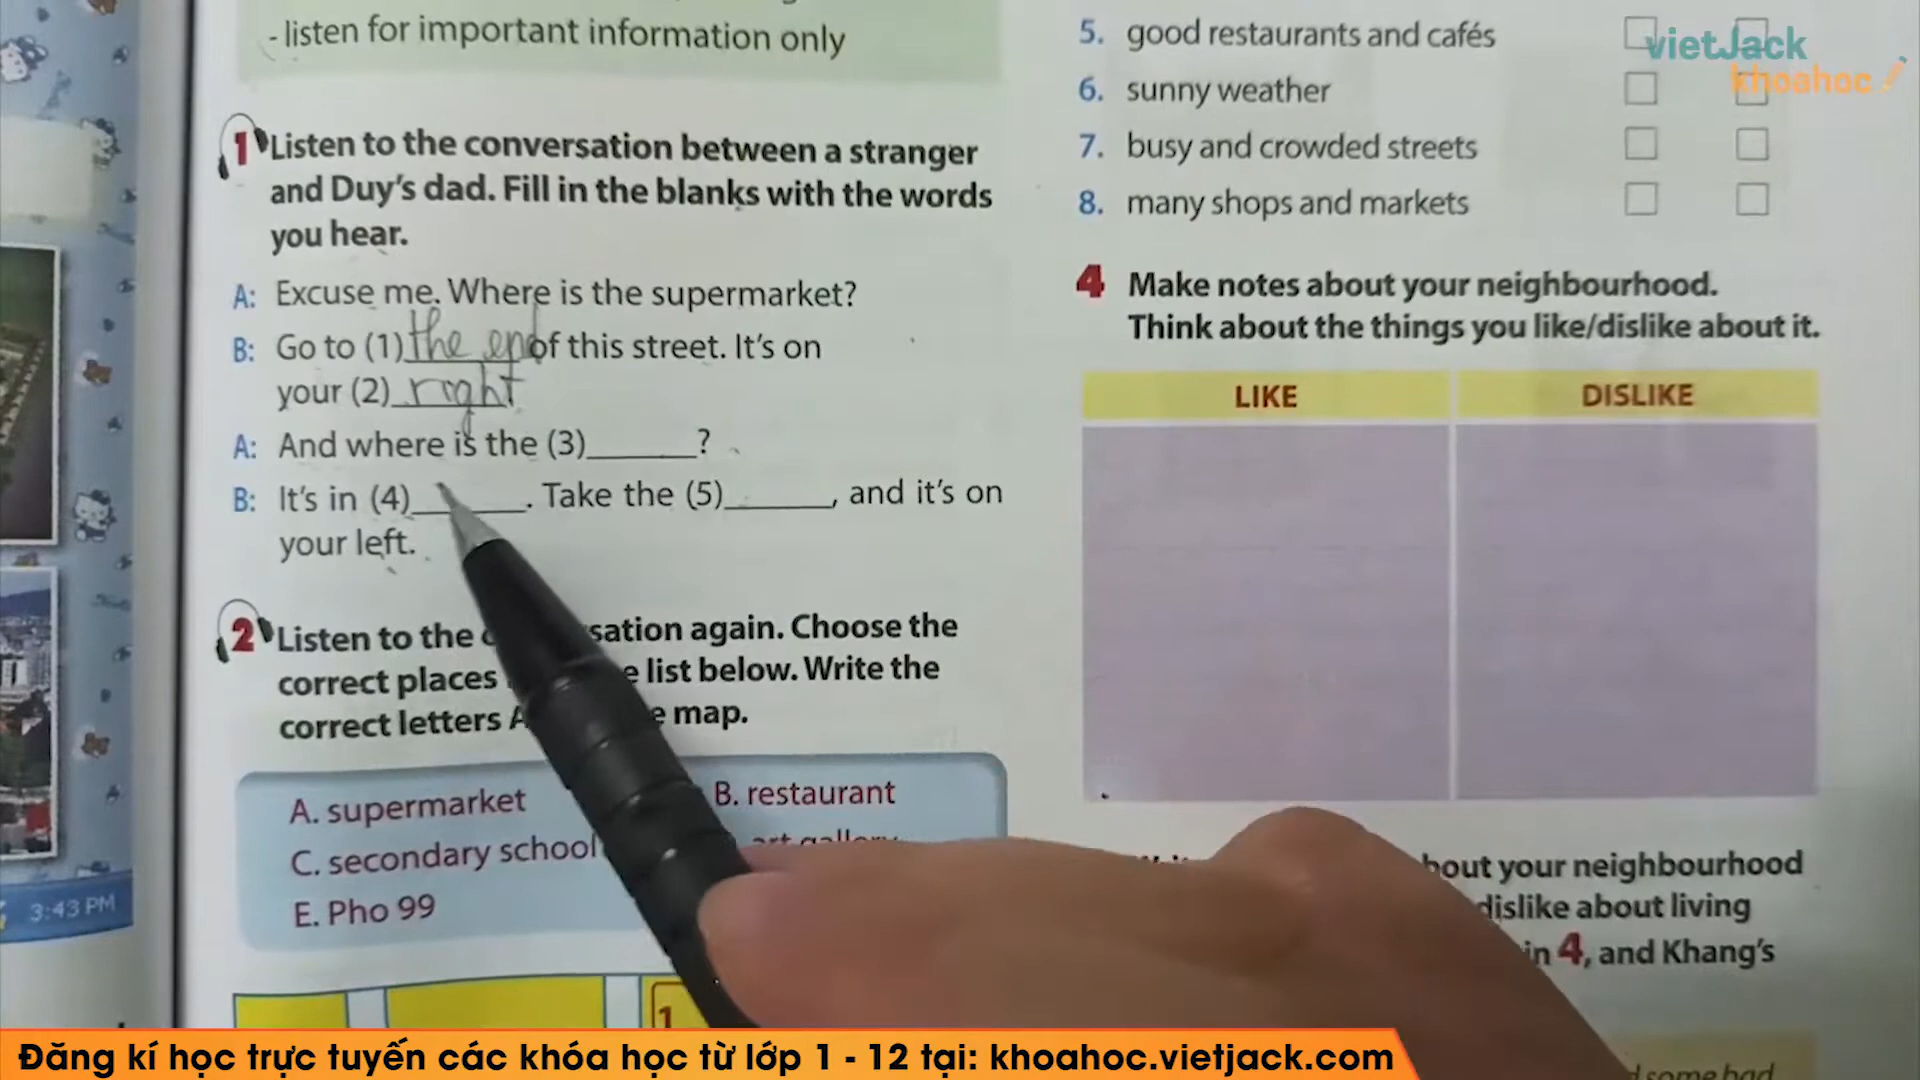 - listen for important information only
1 Listen to the conversation between a stranger
and Duy's dad. Fill in the blanks with the words
you hear.
A: Excuse me. Where is the supermarket?
B: Go to (1) the end of this street. It's on
your (2) right
A: And where is the (3)______?
B: It's in (4)______. Take the (5)______, and it's on
your left.
2 Listen to the sation again. Choose the
correct places list below. Write the
correct letters A map.
A. supermarket
B. restaurant
C. secondary school
art gallery
E. Pho 99
1
3:43 PM
5. good restaurants and cafés
6. sunny weather
7. busy and crowded streets
8. many shops and markets
4 Make notes about your neighbourhood.
Think about the things you like/dislike about it.
LIKE
DISLIKE
bout your neighbourhood
dislike about living
in 4, and Khang's
some bad
vietJack
khoahoc
Đăng kí học trực tuyến các khóa học từ lớp 1 - 12 tại: khoahoc.vietjack.com